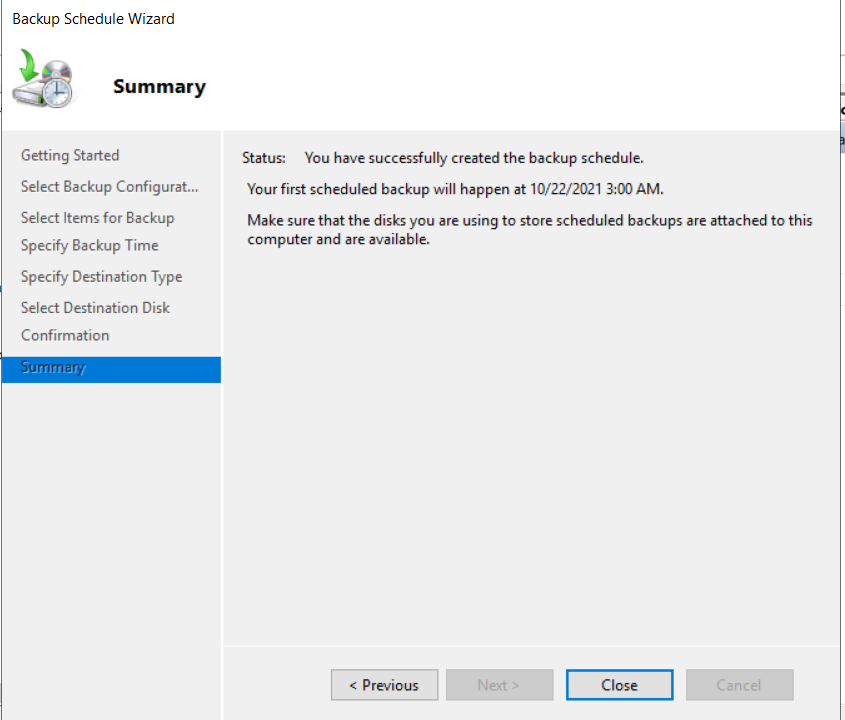 Backup Schedule Wizard
Summary
Getting Started
Select Backup Configurat...
Select Items for Backup
Specify Backup Time
Specify Destination Type
Select Destination Disk
Confirmation
Summary
Status: You have successfully created the backup schedule.
Your first scheduled backup will happen at 10/22/2021 3:00 AM.
Make sure that the disks you are using to store scheduled backups are attached to this
computer and are available.
< Previous
Next >
Close
Cancel